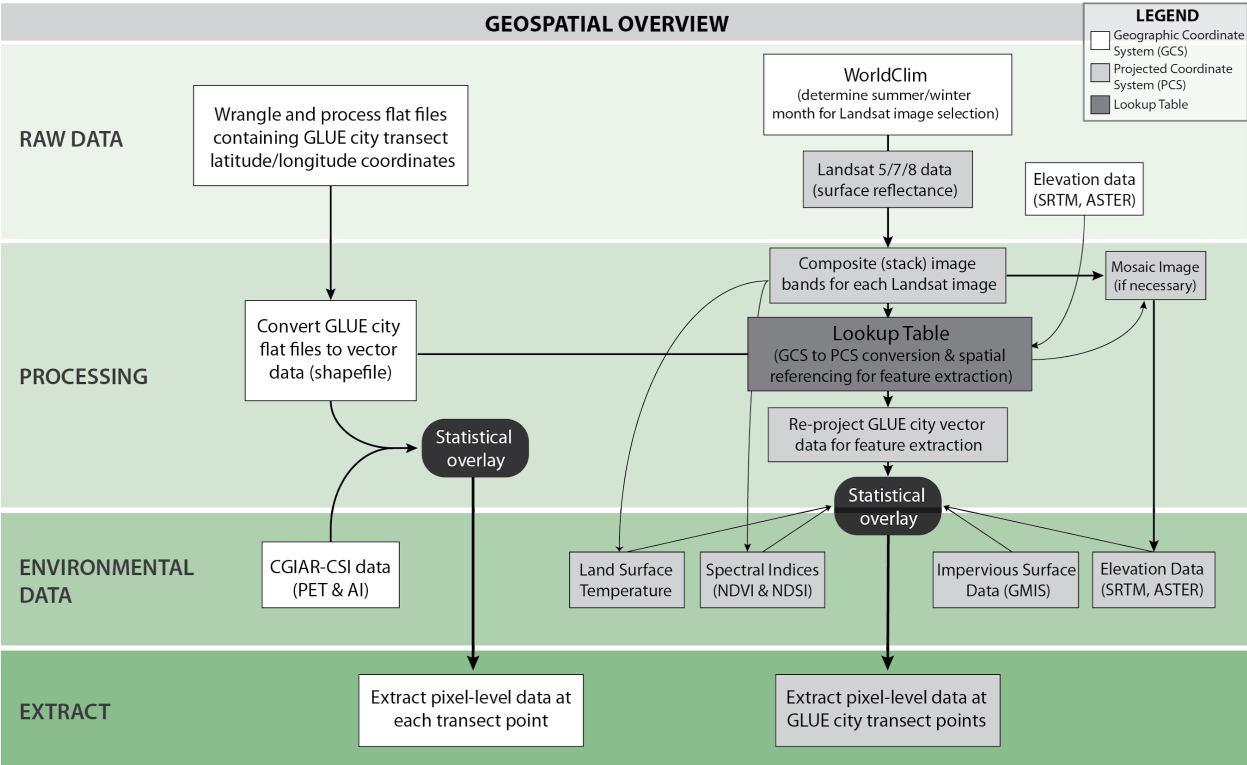 GEOSPATIAL OVERVIEW
LEGEND
Geographic Coordinate
System (GCS)
Projected Coordinate
System (PCS)
Lookup Table
RAW DATA
Wrangle and process flat files
containing GLUE city transect
latitude/longitude coordinates
WorldClim
(determine summer/winter
month for Landsat image selection)
Landsat 5/7/8 data
(surface reflectance)
Elevation data
(SRTM, ASTER)
PROCESSING
Convert GLUE city
flat files to vector
data (shapefile)
Statistical
overlay
Composite (stack) image
bands for each Landsat image
Mosaic Image
(if necessary)
Lookup Table
(GCS to PCS conversion & spatial
referencing for feature extraction)
Re-project GLUE city vector
data for feature extraction
Statistical
overlay
ENVIRONMENTAL
DATA
CGIAR-CSI data
(PET & AI)
Land Surface
Temperature
Spectral Indices
(NDVI & NDSI)
Impervious Surface
Data (GMIS)
Elevation Data
(SRTM, ASTER)
EXTRACT
Extract pixel-level data at
each transect point
Extract pixel-level data at
GLUE city transect points